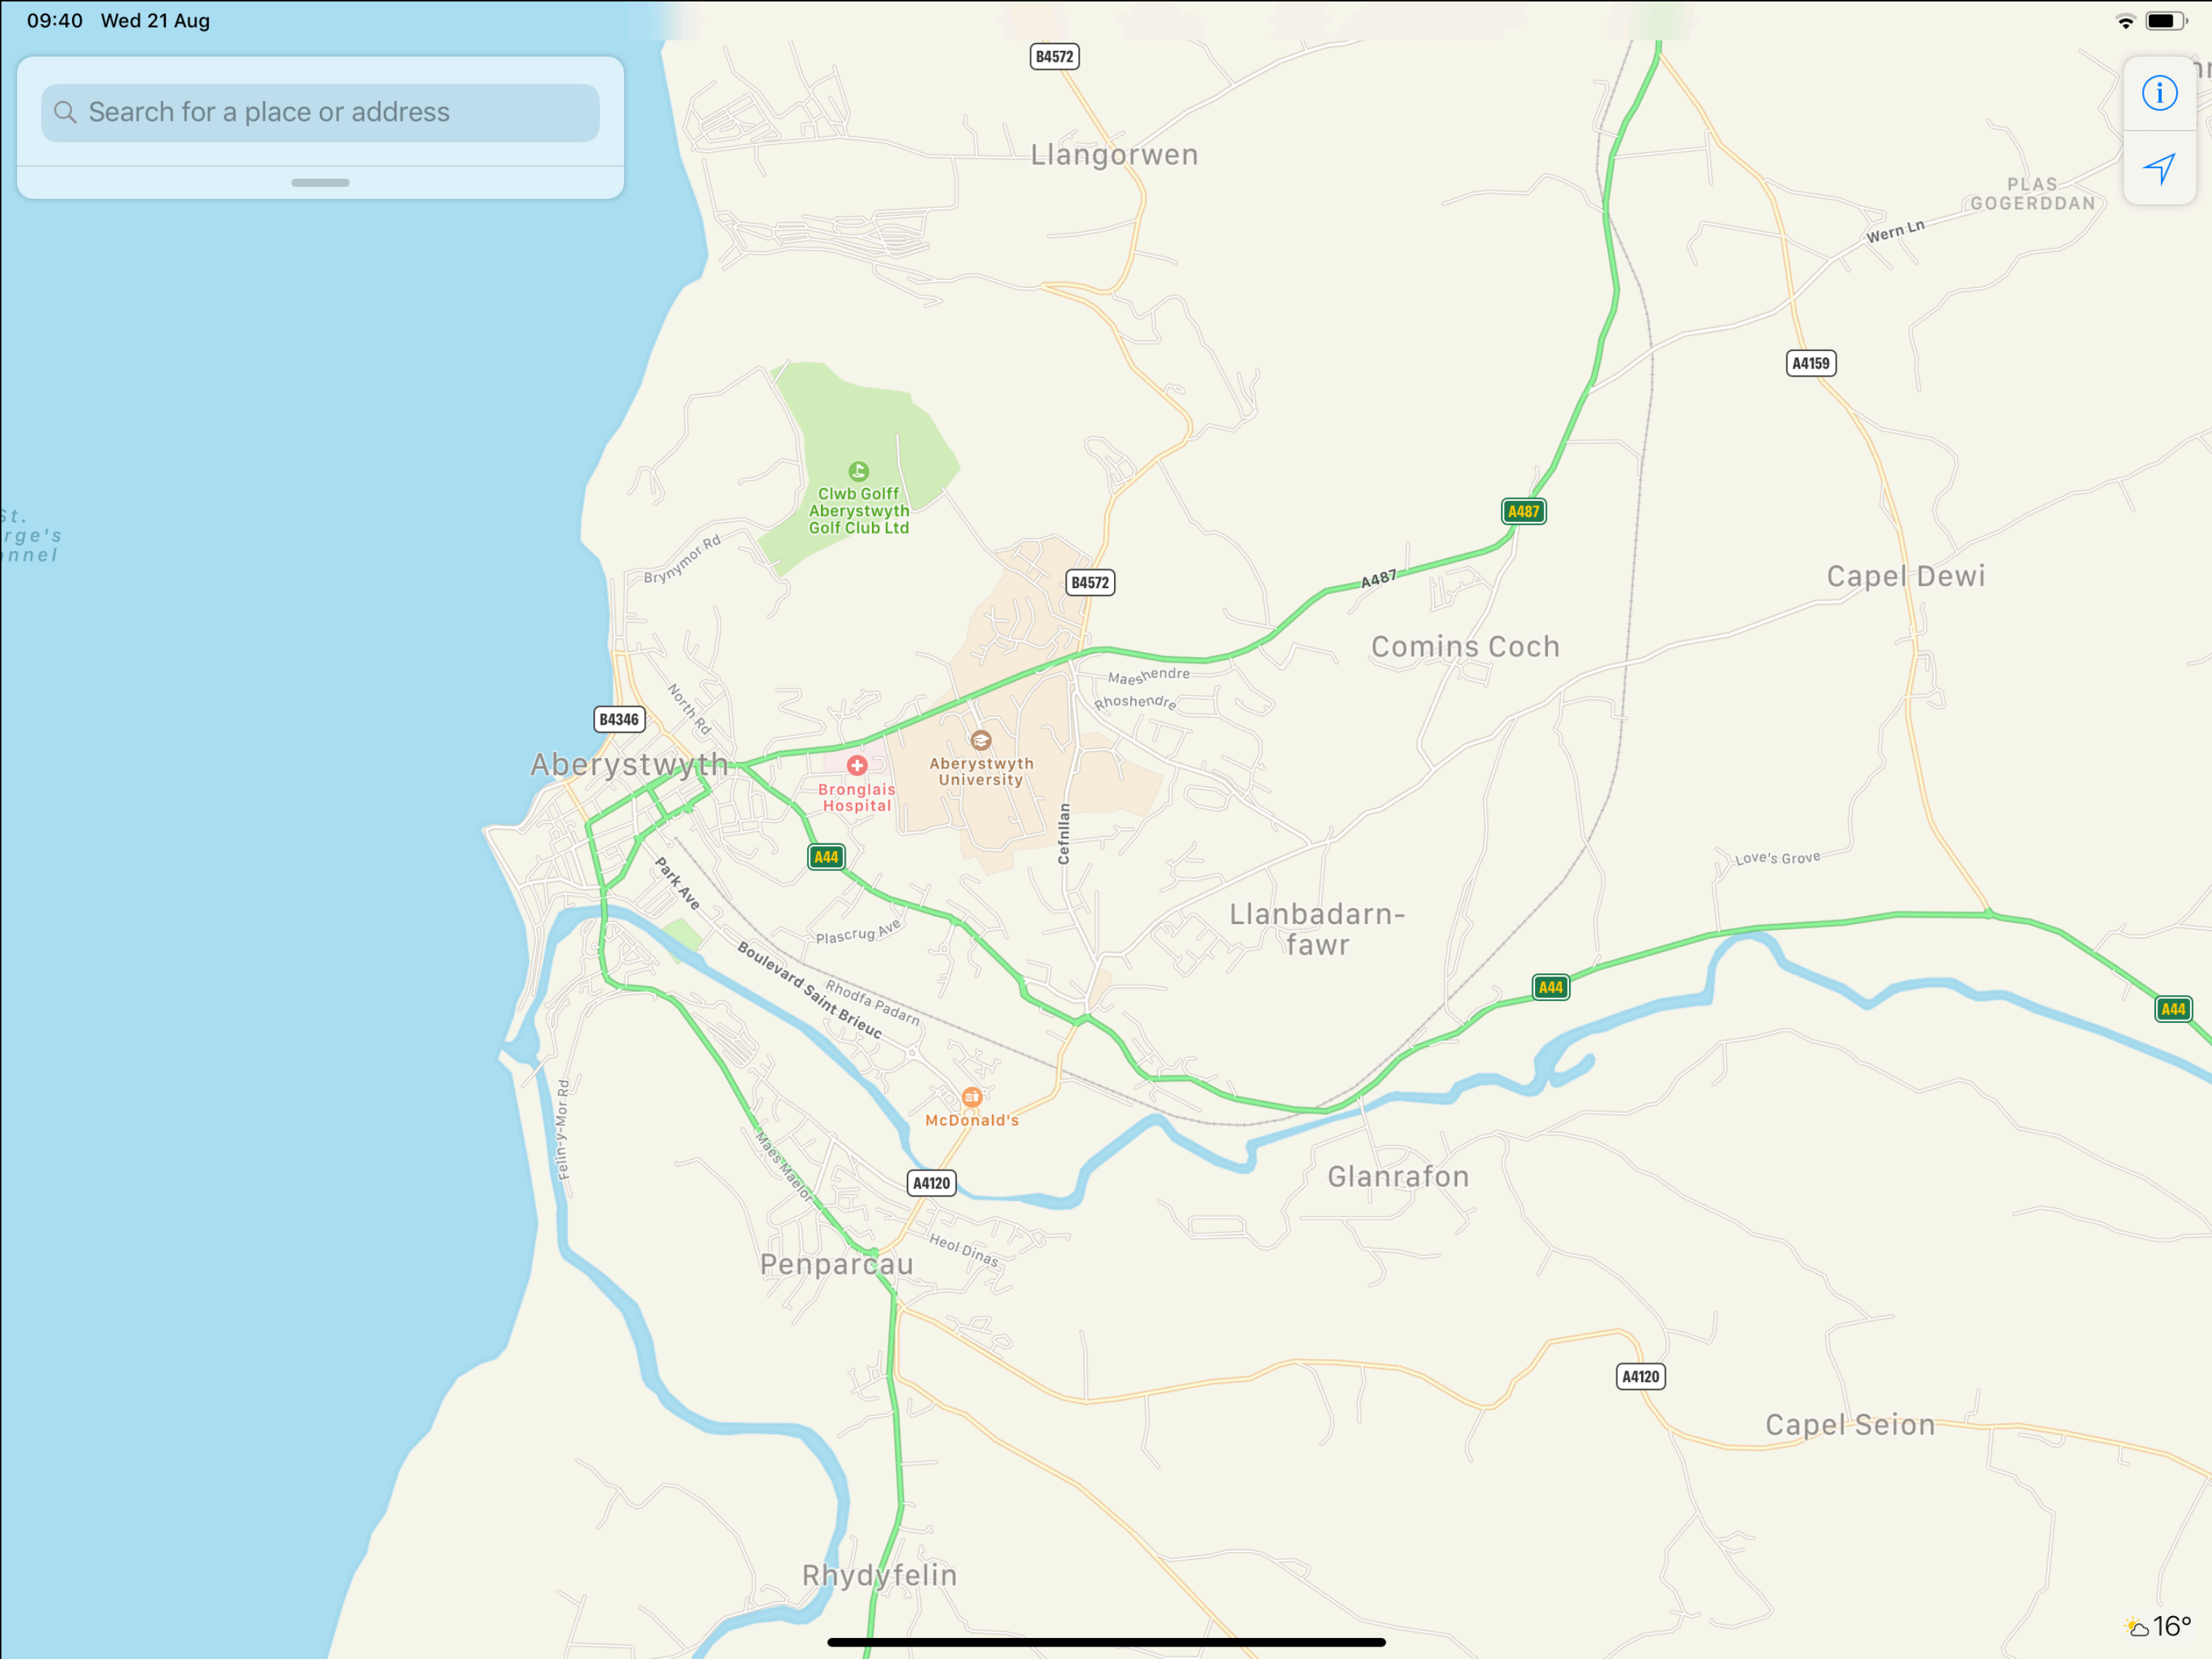 09:40 Wed 21 Aug
Search for a place or address
B4572
Llangorwen
PLAS
GOGERDDAN
Wern Ln
A4159
Clwb Golff
Aberystwyth
Golf Club Ltd
A487
St.
rge's
nnel
Brynymor Rd
B4572
A487
Capel Dewi
Comins Coch
Maeshendre
Rhoshendre
North Rd
B4346
Aberystwyth
Aberystwyth
University
Bronglais
Hospital
Cefnllan
A44
Love's Grove
Park Ave
Llanbadarn-
fawr
Plascrug Ave
Boulevard Saint Brieuc
Rhodfa Padarn
A44
A44
Felin-y-Mor Rd
McDonald's
Maes Maelor
A4120
Glanrafon
Heol Dinas
Penparcau
A4120
Capel Seion
Rhydyfelin
16°